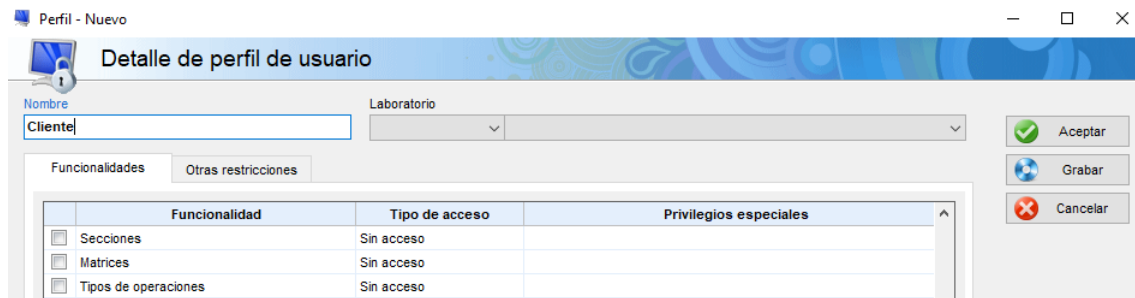 Perfil - Nuevo
Detalle de perfil de usuario
Nombre
Laboratorio
Cliente
Aceptar
Funcionalidades
Otras restricciones
Grabar
Funcionalidad Tipo de acceso Privilegios especiales
Cancelar
Secciones Sin acceso
Matrices Sin acceso
Tipos de operaciones Sin acceso